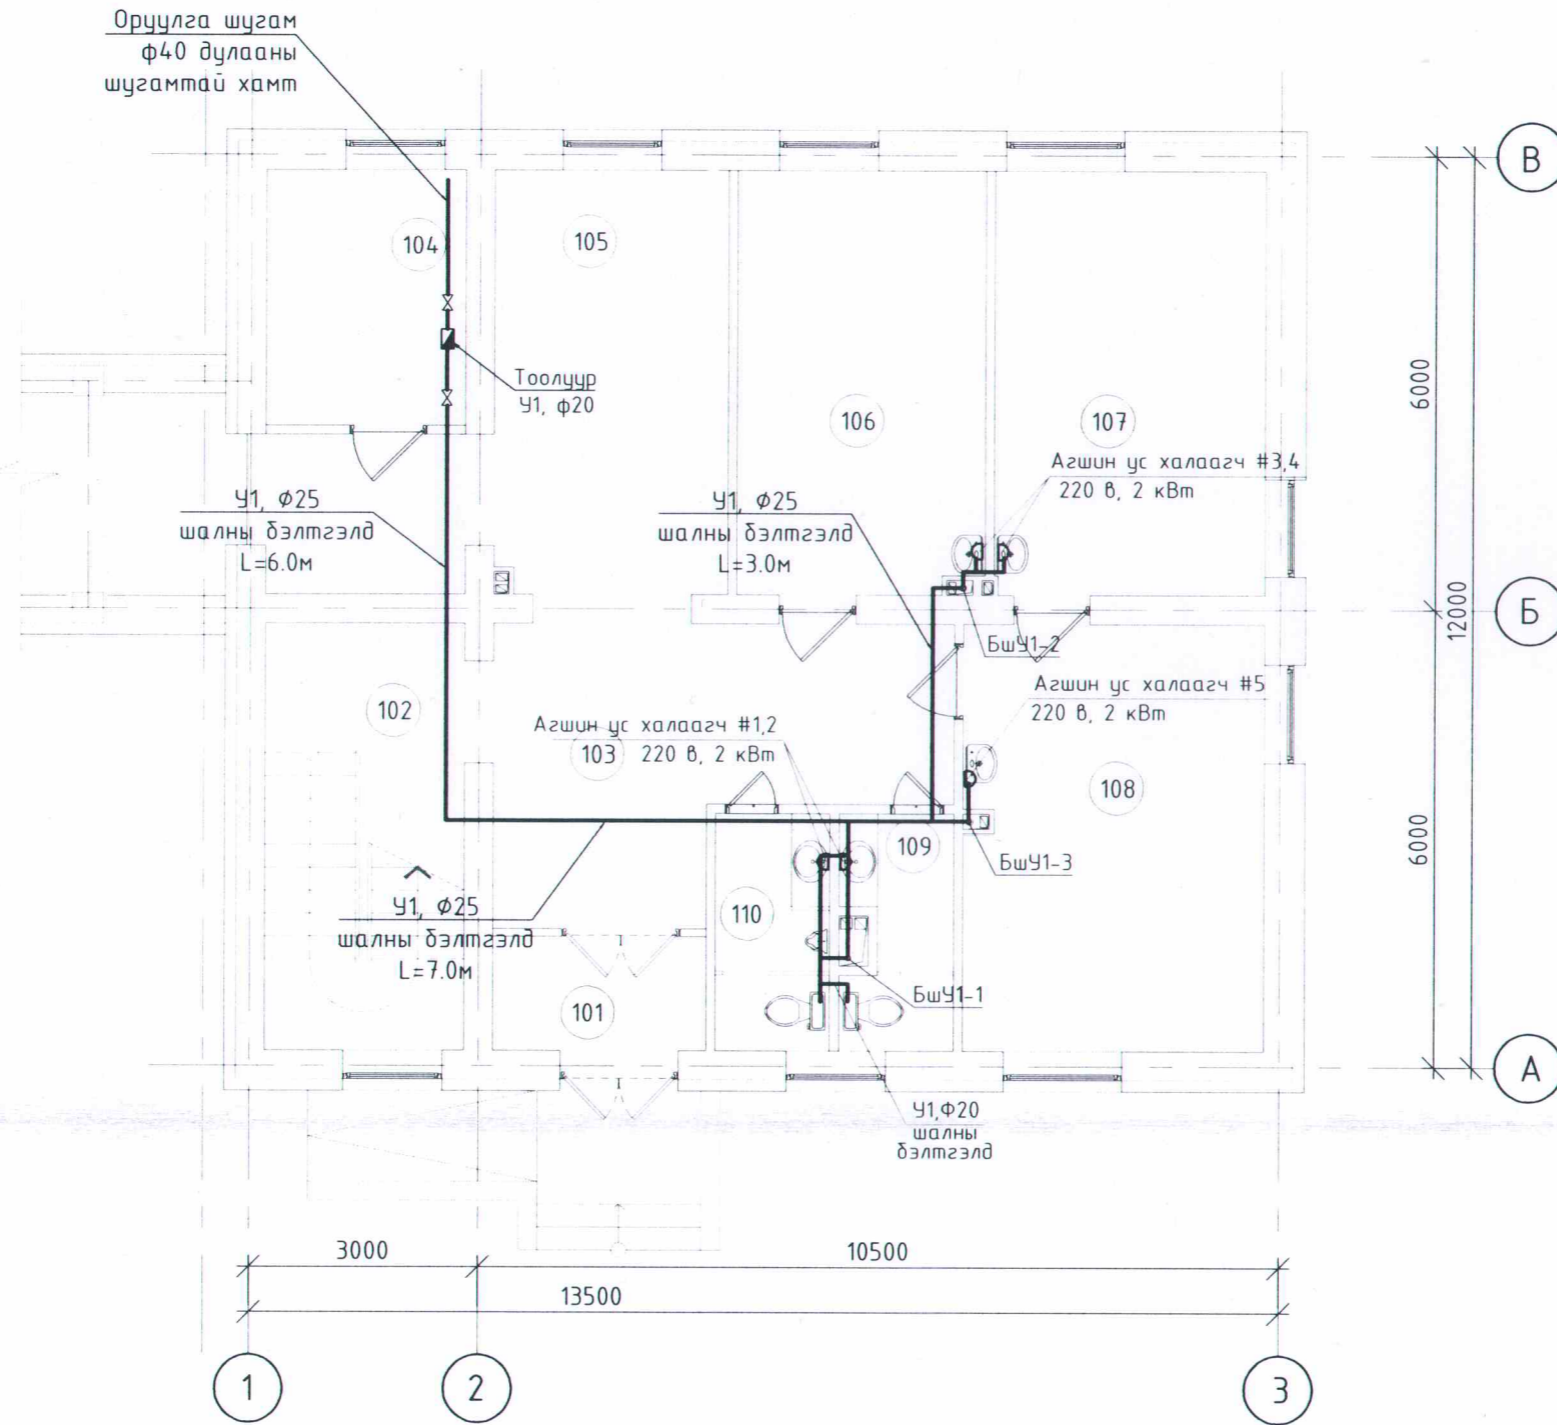 Оруулга шугам
ф40 дулааны
шугамтай хамт
В
104
105
Тоолуур
У1, ф20
6000
106
107
Агшин ус халаагч #3,4
220 в, 2 кВт
У1, Ф25
шалны бэлтгэлд
L=6.0м
У1, Ф25
шалны бэлтгэлд
L=3.0м
12000
Б
БшУ1-2
Агшин ус халаагч #5
220 в, 2 кВт
102
Агшин ус халаагч #1,2
103
220 в, 2 кВт
108
6000
109
БшУ1-3
У1, Ф25
шалны бэлтгэлд
L=7.0м
110
БшУ1-1
101
А
У1,Ф20
шалны
бэлтгэлд
3000
10500
13500
1
2
3